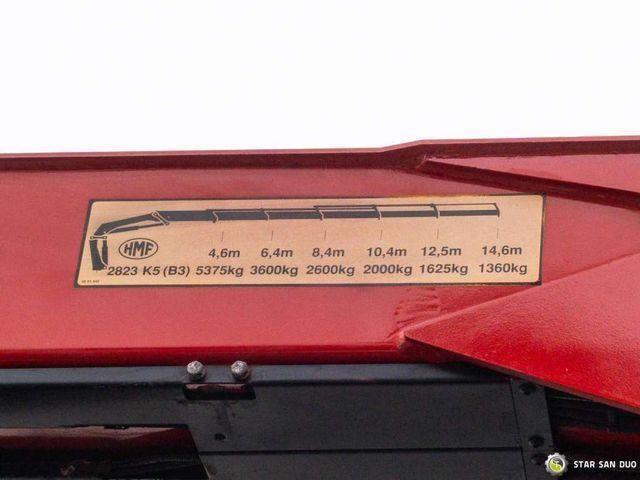 HMF
4,6m 6,4m 8,4m 10,4m 12,5m 14,6m
2823 K5 (B3) 5375kg 3600kg 2600kg 2000kg 1625kg 1360kg
STAR SAN DUO